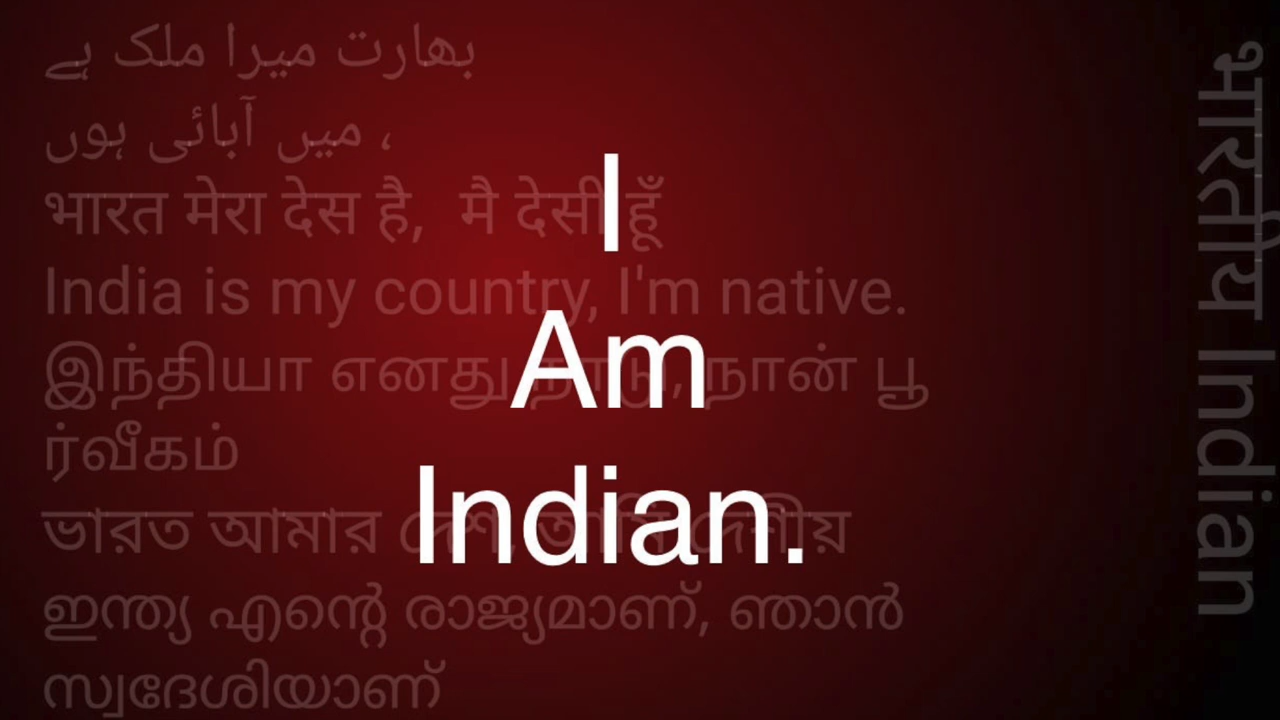 بھارت میرا ملک ہے
، میں آبائی ہوں
भारत मेरा देस है, मै देसी हूँ
India is my country, I'm native.
இந்தியா எனது நாடு, நான் பூ
ர்வீகம்
ভারত আমার দেশ, আমি দেশীয়
ഇന്ത്യ എന്റെ രാജ്യമാണ്, ഞാൻ
സ്വദേശിയാണ്
I
Am
Indian.
भारतीय Indian